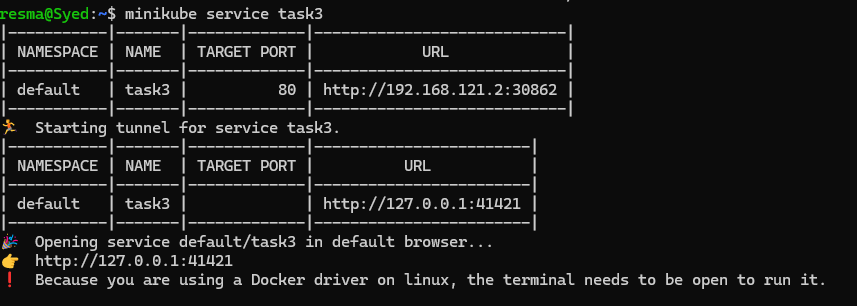 resma@Syed:~$ minikube service task3
|-----------|-------|-------------|---------------------------|
| NAMESPACE | NAME | TARGET PORT | URL |
|-----------|-------|-------------|---------------------------|
| default | task3 | 80 | http://192.168.121.2:30862 |
|-----------|-------|-------------|---------------------------|
🏃 Starting tunnel for service task3.
|-----------|-------|-------------|------------------------|
| NAMESPACE | NAME | TARGET PORT | URL |
|-----------|-------|-------------|------------------------|
| default | task3 | | http://127.0.0.1:41421 |
|-----------|-------|-------------|------------------------|
🎉 Opening service default/task3 in default browser...
👉 http://127.0.0.1:41421
❗ Because you are using a Docker driver on linux, the terminal needs to be open to run it.